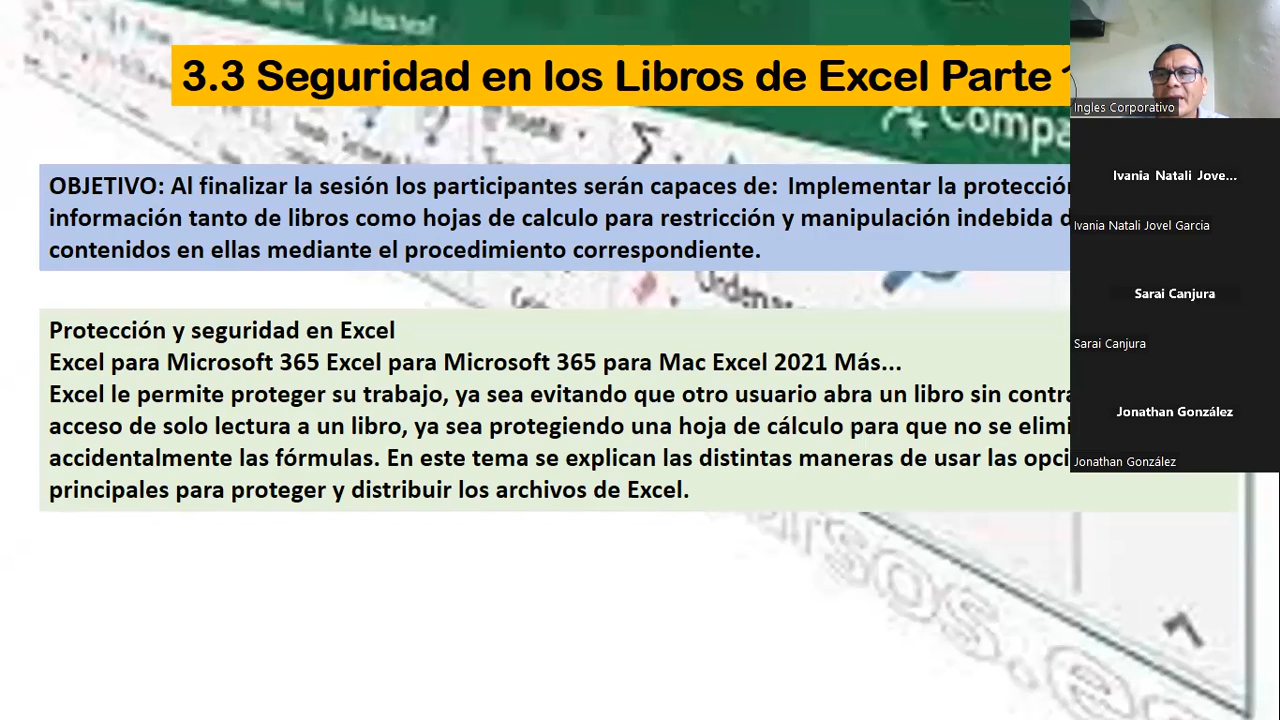 3.3 Seguridad en los Libros de Excel Parte
Compa
OBJETIVO: Al finalizar la sesión los participantes serán capaces de: Implementar la protección
información tanto de libros como hojas de calculo para restricción y manipulación indebida d
contenidos en ellas mediante el procedimiento correspondiente.
Ordena
Protección y seguridad en Excel
Excel para Microsoft 365 Excel para Microsoft 365 para Mac Excel 2021 Más...
Excel le permite proteger su trabajo, ya sea evitando que otro usuario abra un libro sin contra
acceso de solo lectura a un libro, ya sea protegiendo una hoja de cálculo para que no se elimi
accidentalmente las fórmulas. En este tema se explican las distintas maneras de usar las opci
principales para proteger y distribuir los archivos de Excel.
Ingles Corporativo
Ivania Natali Jove...
Ivania Natali Jovel Garcia
Sarai Canjura
Sarai Canjura
Jonathan González
Jonathan González